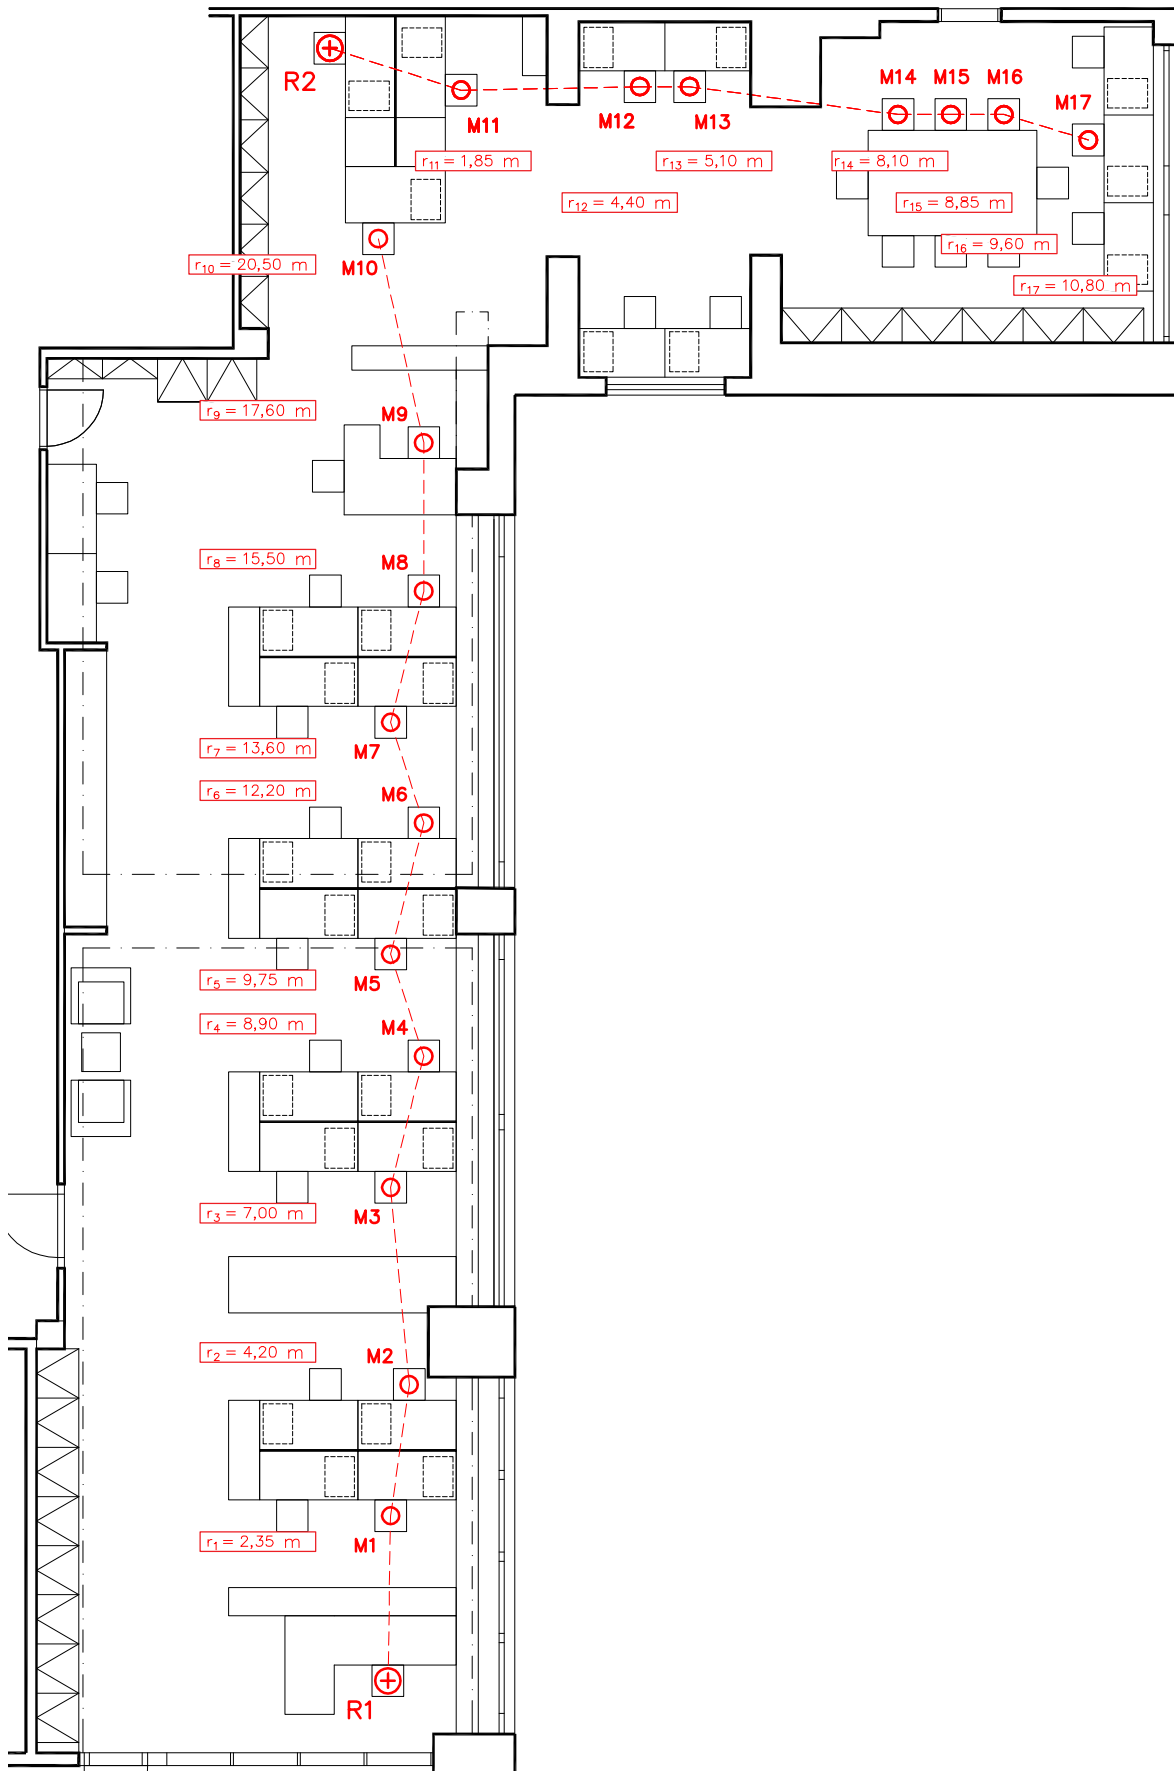 R2
M11
M12
M13
M14
M15
M16
M17
r11 = 1,85 m
r13 = 5,10 m
r14 = 8,10 m
r12 = 4,40 m
r15 = 8,85 m
r16 = 9,60 m
r17 = 10,80 m
M10
r10 = 20,50 m
r9 = 17,60 m
M9
r8 = 15,50 m
M8
r7 = 13,60 m
M7
r6 = 12,20 m
M6
r5 = 9,75 m
M5
r4 = 8,90 m
M4
r3 = 7,00 m
M3
r2 = 4,20 m
M2
r1 = 2,35 m
M1
R1